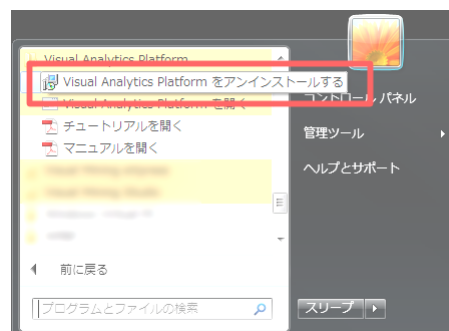 Visual Analytics Platform
Visual Analytics Platform をアンインストールする
Visual Analytics Platform を開く
チュートリアルを開く
マニュアルを開く
前に戻る
プログラムとファイルの検索
コントロール パネル
管理ツール
ヘルプとサポート
スリープ